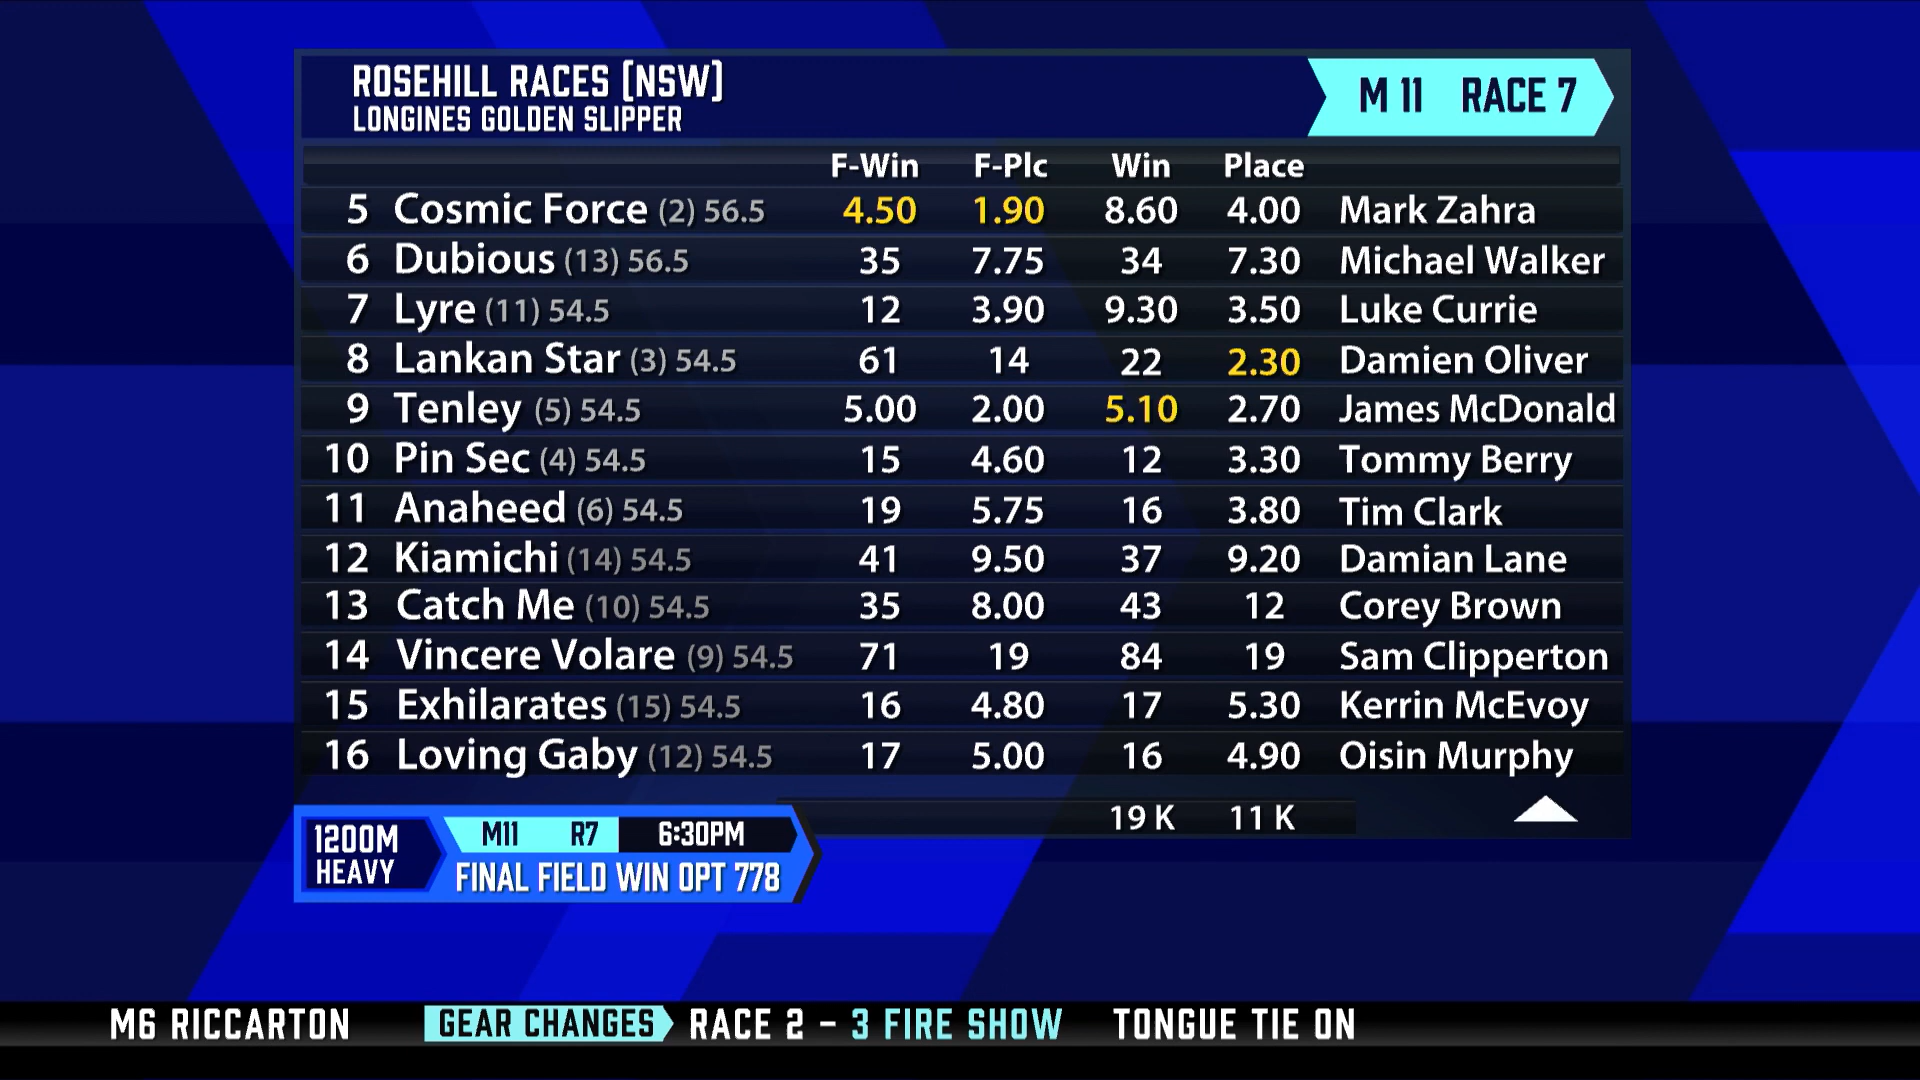 ROSEHILL RACES (NSW)
LONGINES GOLDEN SLIPPER
M 11 RACE 7
F-Win F-Plc Win Place
5 Cosmic Force (2) 56.5 4.50 1.90 8.60 4.00 Mark Zahra
6 Dubious (13) 56.5 35 7.75 34 7.30 Michael Walker
7 Lyre (11) 54.5 12 3.90 9.30 3.50 Luke Currie
8 Lankan Star (3) 54.5 61 14 22 2.30 Damien Oliver
9 Tenley (5) 54.5 5.00 2.00 5.10 2.70 James McDonald
10 Pin Sec (4) 54.5 15 4.60 12 3.30 Tommy Berry
11 Anaheed (6) 54.5 19 5.75 16 3.80 Tim Clark
12 Kiamichi (14) 54.5 41 9.50 37 9.20 Damian Lane
13 Catch Me (10) 54.5 35 8.00 43 12 Corey Brown
14 Vincere Volare (9) 54.5 71 19 84 19 Sam Clipperton
15 Exhilarates (15) 54.5 16 4.80 17 5.30 Kerrin McEvoy
16 Loving Gaby (12) 54.5 17 5.00 16 4.90 Oisin Murphy
19 K 11 K
1200M
HEAVY
M11 R7 6:30PM
FINAL FIELD WIN OPT 778
M6 RICCARTON GEAR CHANGES RACE 2 - 3 FIRE SHOW TONGUE TIE ON